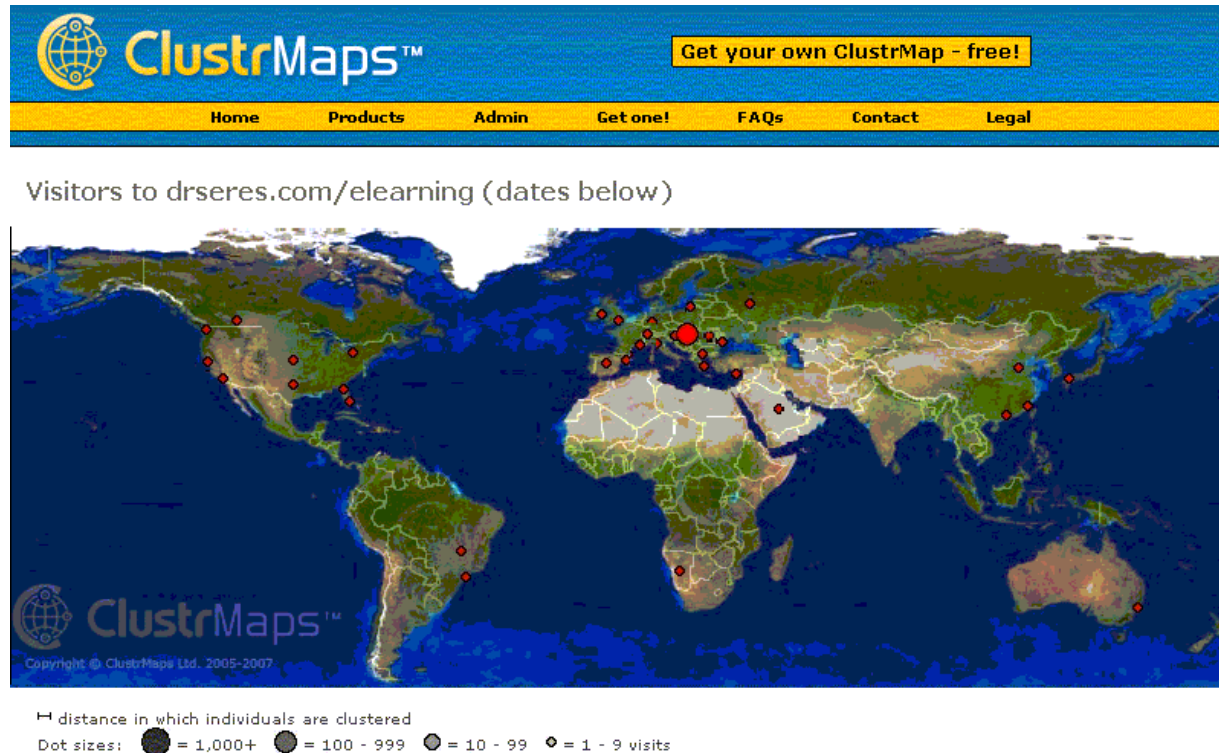 ClustrMaps™
Get your own ClustrMap - free!
Home Products Admin Get one! FAQs Contact Legal
Visitors to drseres.com/elearning (dates below)
ClustrMaps™
Copyright © ClustrMaps Ltd. 2005-2007
distance in which individuals are clustered
Dot sizes: = 1,000+ = 100 - 999 = 10 - 99 = 1 - 9 visits